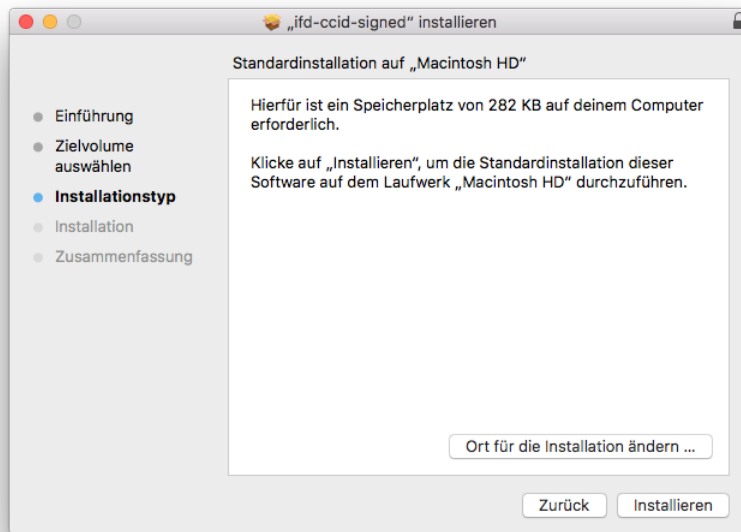 „ifd-ccid-signed“ installieren
Standardinstallation auf „Macintosh HD“
Einführung
Zielvolume
auswählen
Installationstyp
Installation
Zusammenfassung
Hierfür ist ein Speicherplatz von 282 KB auf deinem Computer
erforderlich.
Klicke auf „Installieren“, um die Standardinstallation dieser
Software auf dem Laufwerk „Macintosh HD“ durchzuführen.
Ort für die Installation ändern ...
Zurück
Installieren